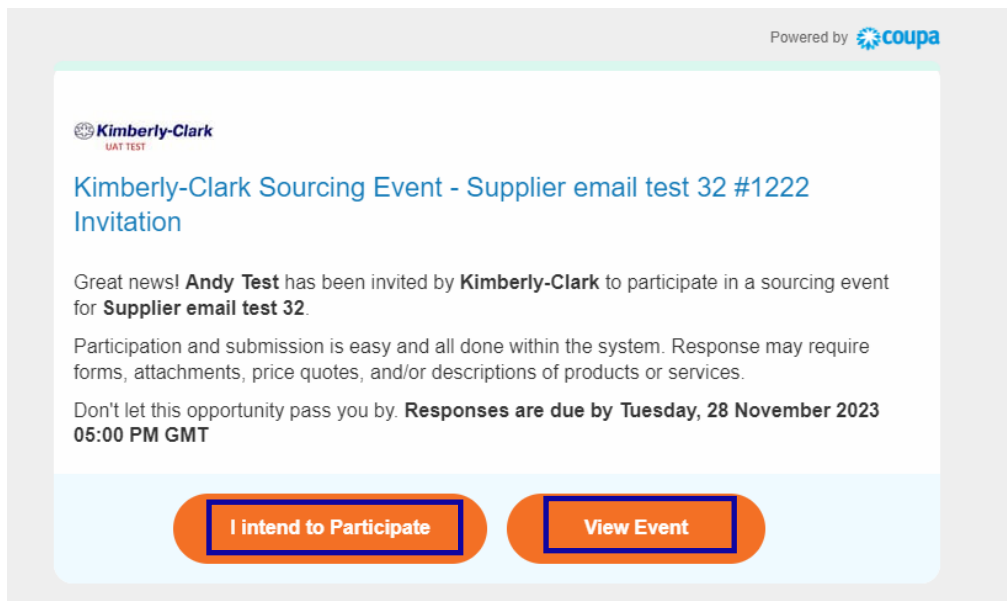 Powered by coupa
Kimberly-Clark
UAT TEST
Kimberly-Clark Sourcing Event - Supplier email test 32 #1222
Invitation
Great news! Andy Test has been invited by Kimberly-Clark to participate in a sourcing event
for Supplier email test 32.
Participation and submission is easy and all done within the system. Response may require
forms, attachments, price quotes, and/or descriptions of products or services.
Don't let this opportunity pass you by. Responses are due by Tuesday, 28 November 2023
05:00 PM GMT
I intend to Participate
View Event